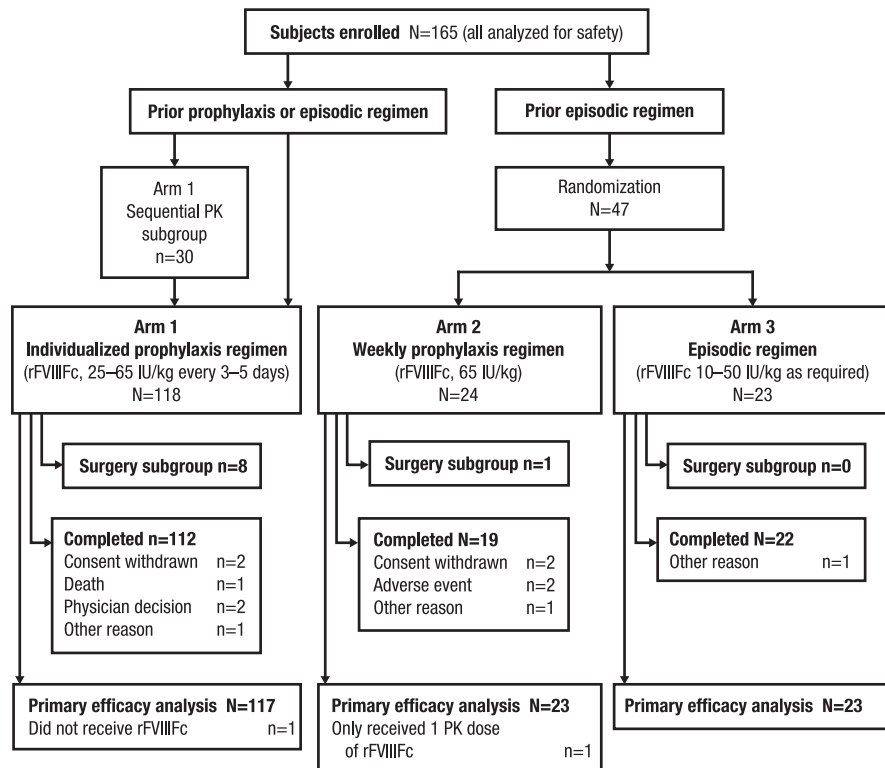 Subjects enrolled N=165 (all analyzed for safety)
Prior prophylaxis or episodic regimen
Prior episodic regimen
Arm 1
Sequential PK
subgroup
n=30
Randomization
N=47
Arm 1
Individualized prophylaxis regimen
(rFVIIIFc, 25–65 IU/kg every 3–5 days)
N=118
Arm 2
Weekly prophylaxis regimen
(rFVIIIFc, 65 IU/kg)
N=24
Arm 3
Episodic regimen
(rFVIIIFc 10–50 IU/kg as required)
N=23
Surgery subgroup n=8
Surgery subgroup n=1
Surgery subgroup n=0
Completed n=112
Consent withdrawn n=2
Death n=1
Physician decision n=2
Other reason n=1
Completed N=19
Consent withdrawn n=2
Adverse event n=2
Other reason n=1
Completed N=22
Other reason n=1
Primary efficacy analysis N=117
Did not receive rFVIIIFc n=1
Primary efficacy analysis N=23
Only received 1 PK dose
of rFVIIIFc n=1
Primary efficacy analysis N=23